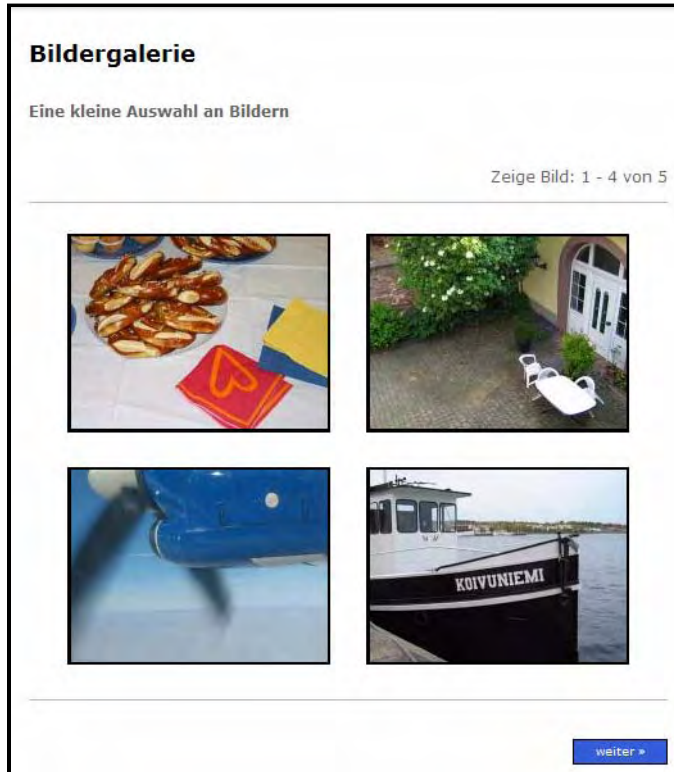 Bildergalerie
Eine kleine Auswahl an Bildern
Zeige Bild: 1 - 4 von 5
KOIVUNIEMI
weiter »